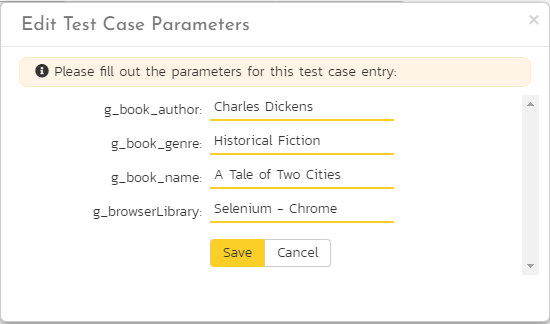 Edit Test Case Parameters
×
Please fill out the parameters for this test case entry:
g_book_author: Charles Dickens
g_book_genre: Historical Fiction
g_book_name: A Tale of Two Cities
g_browserLibrary: Selenium - Chrome
Save Cancel